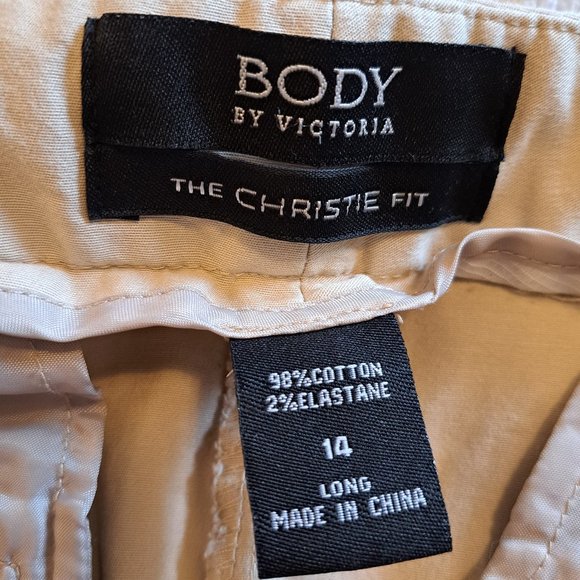 BODY
BY VICTORIA
THE CHRISTIE FIT
98%COTTON
2%ELASTANE
14
LONG
MADE IN CHINA